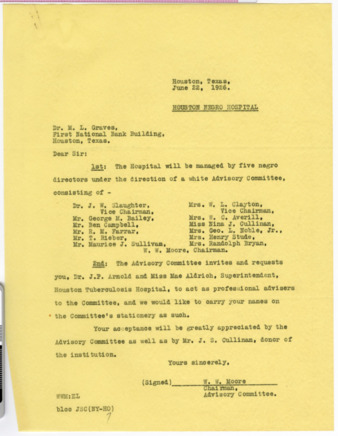 Houston, Texas,
June 22, 1926.
HOUSTON NEGRO HOSPITAL
Dr. M. L. Graves,
First National Bank Building,
Houston, Texas.
Dear Sir:
1st: The Hospital will be managed by five negro
directors under the direction of a white Advisory Committee,
consisting of -
Dr. J. W. Slaughter, Mrs. W. L. Clayton,
Vice Chairman, Vice Chairman,
Mr. George M. Bailey, Mrs. W. C. Averill,
Mr. Ben Campbell, Miss Nina J. Cullinan,
Mr. R. M. Farrar, Mrs. Geo. L. Noble, Jr.,
Mr. E. Rieber, Mrs. Henry Stude,
Mr. Maurice J. Sullivan, Mrs. Randolph Bryan,
W. W. Moore, Chairman.
2nd: The Advisory Committee invites and requests
you, Dr. J.F. Arnold and Miss Mae Aldrich, Superintendent,
Houston Tuberculosis Hospital, to act as professional advisers
to the Committee, and we would like to carry your names on
the Committee's stationery as such.
Your acceptance will be greatly appreciated by the
Advisory Committee as well as by Mr. J. S. Cullinan, donor of
the institution.
Yours sincerely,
(Signed) W. W. Moore
Chairman,
WWM:ZL Advisory Committee.
blcc JSC(NY-HO)